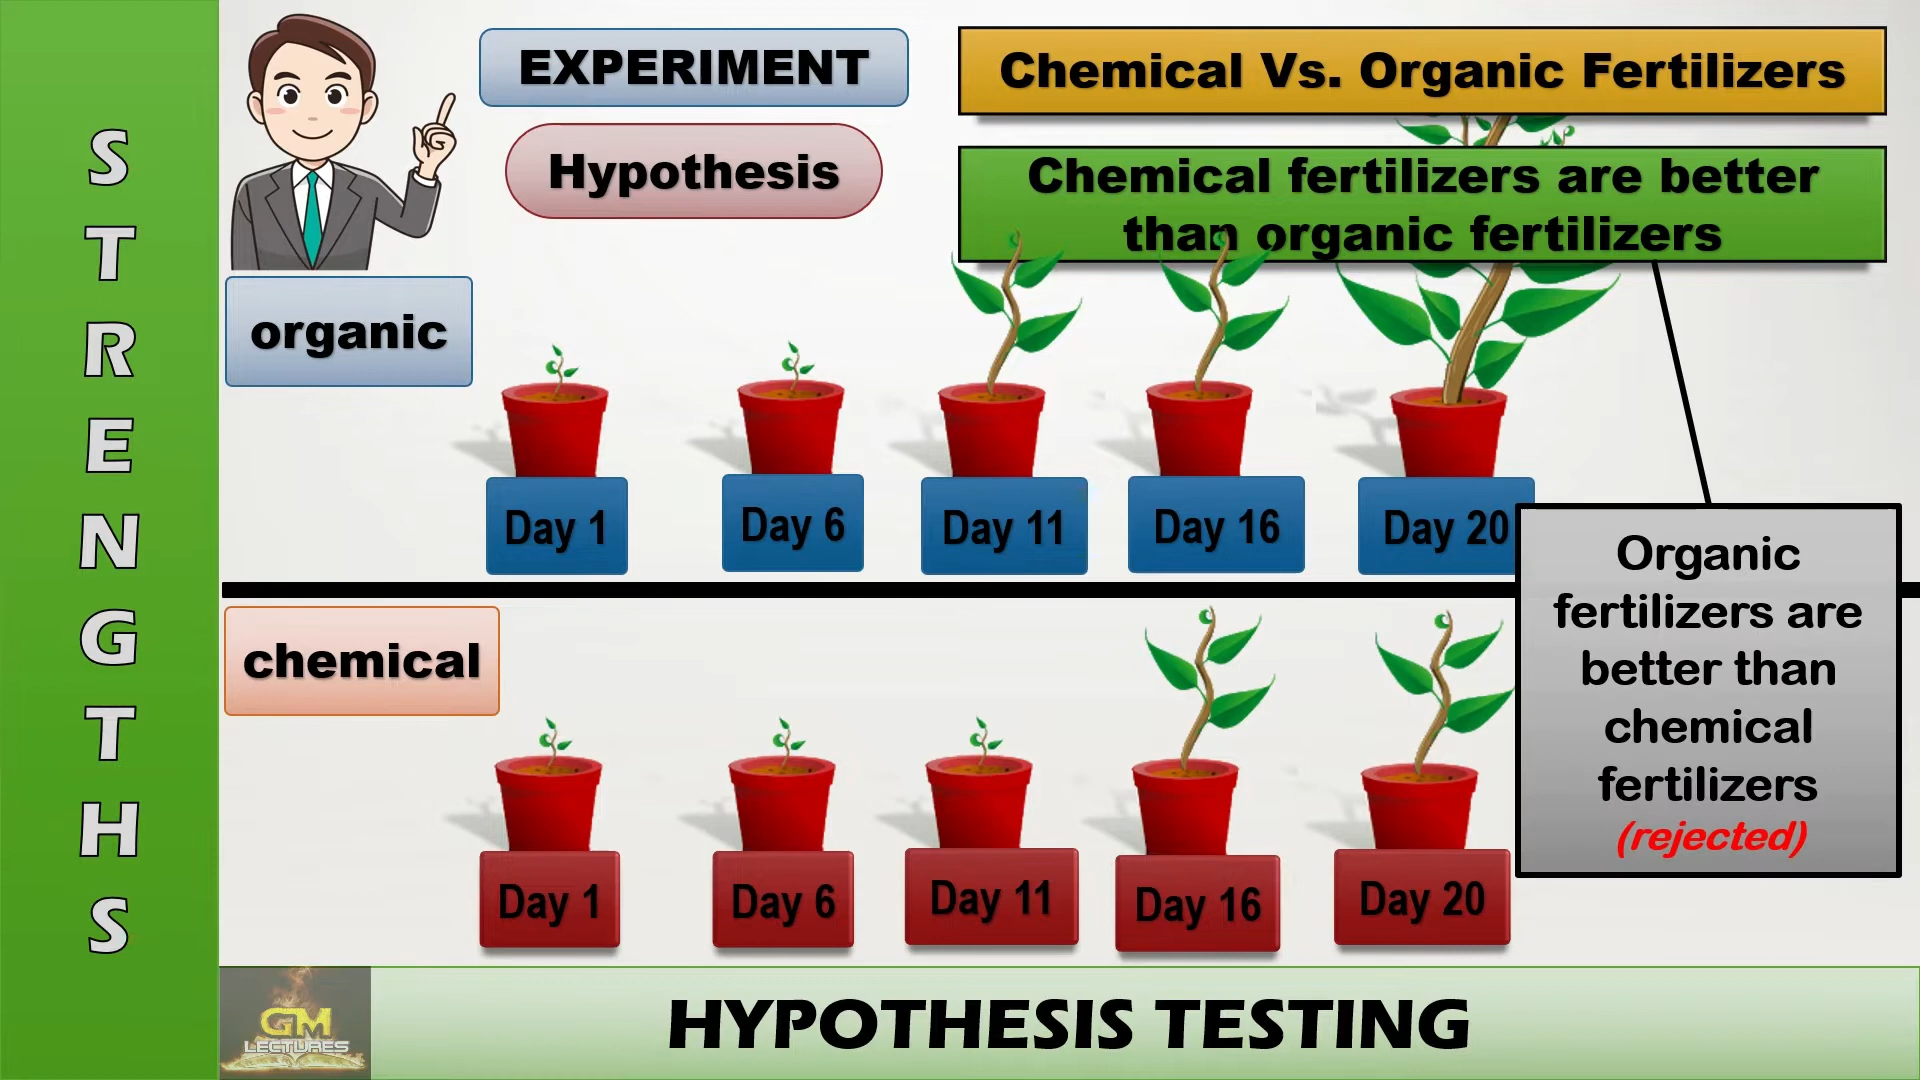 STRENGTHS
EXPERIMENT
Chemical Vs. Organic Fertilizers
Hypothesis
Chemical fertilizers are better
than organic fertilizers
organic
Day 1
Day 6
Day 11
Day 16
Day 20
Organic
fertilizers are
better than
chemical
fertilizers
(rejected)
chemical
Day 1
Day 6
Day 11
Day 16
Day 20
GM
LECTURES
HYPOTHESIS TESTING